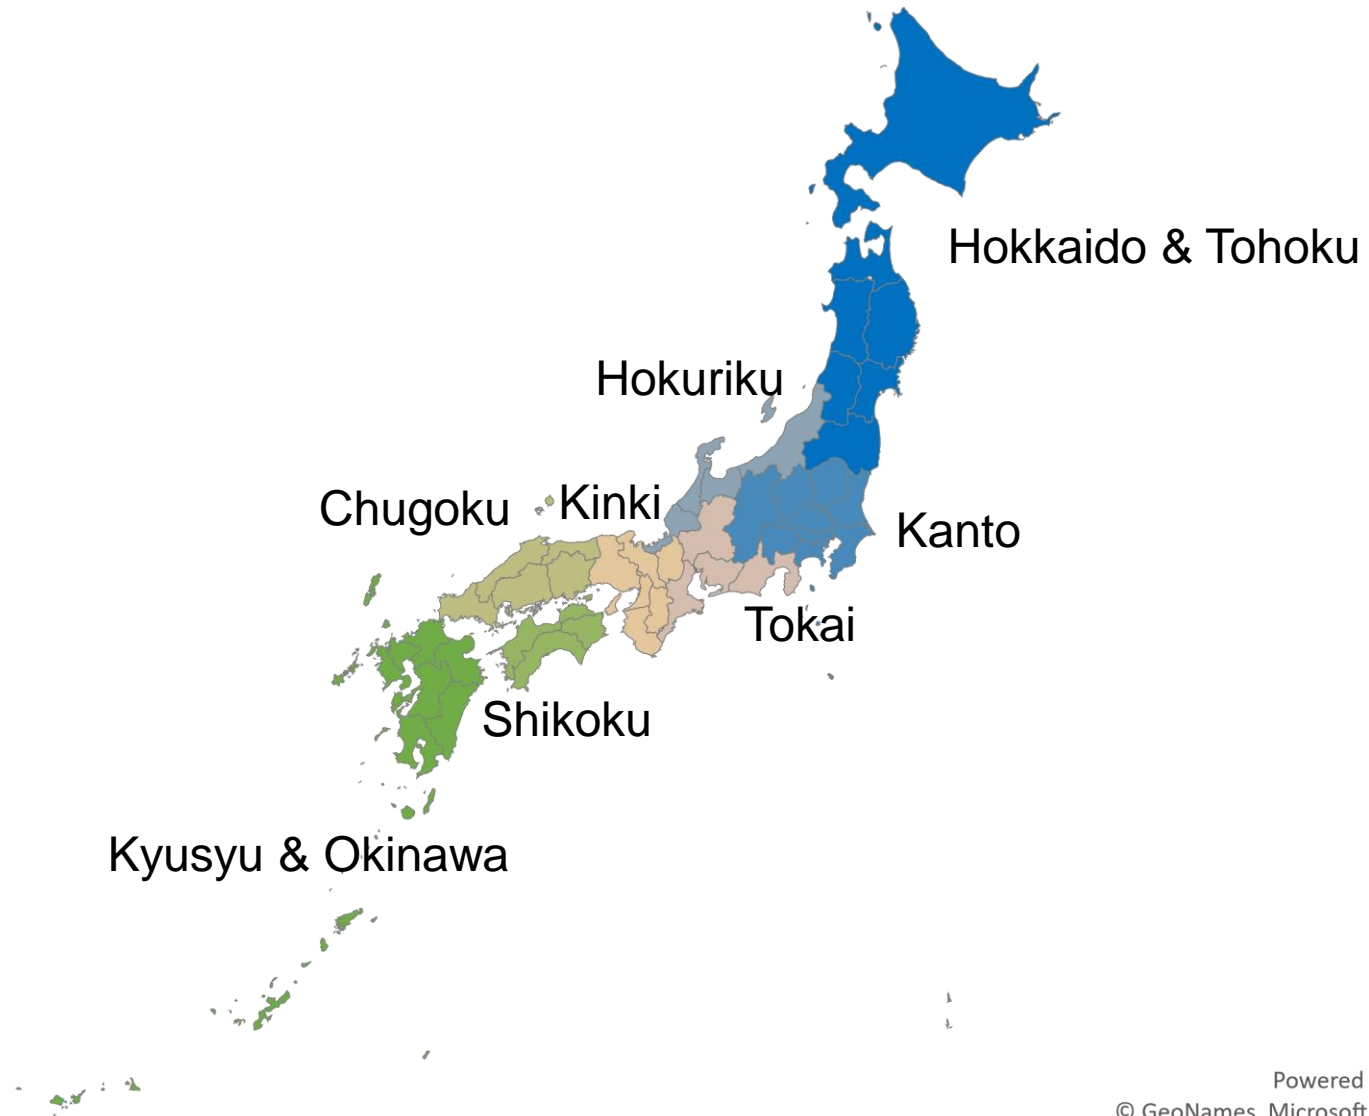 Hokkaido & Tohoku
Hokuriku
Chugoku
Kinki
Kanto
Tokai
Shikoku
Kyusyu & Okinawa
Powered
© GeoNames, Microsoft